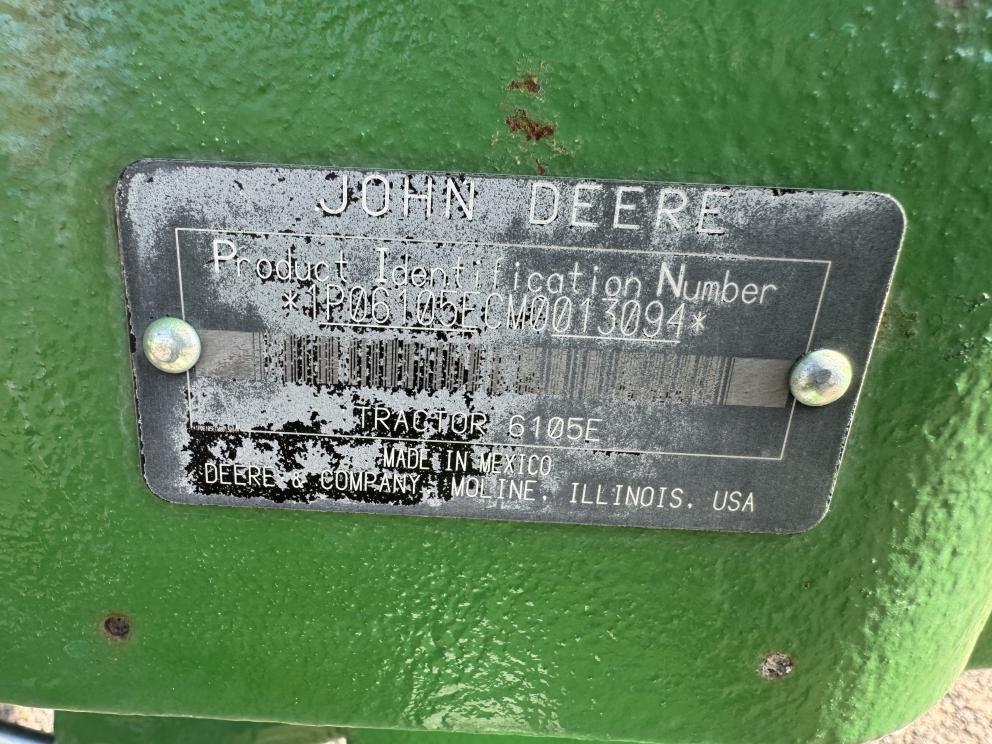 JOHN DEERE
Product Identification Number
*1P06105ECM0013094*
TRACTOR 6105E
MADE IN MEXICO
DEERE & COMPANY, MOLINE, ILLINOIS, USA